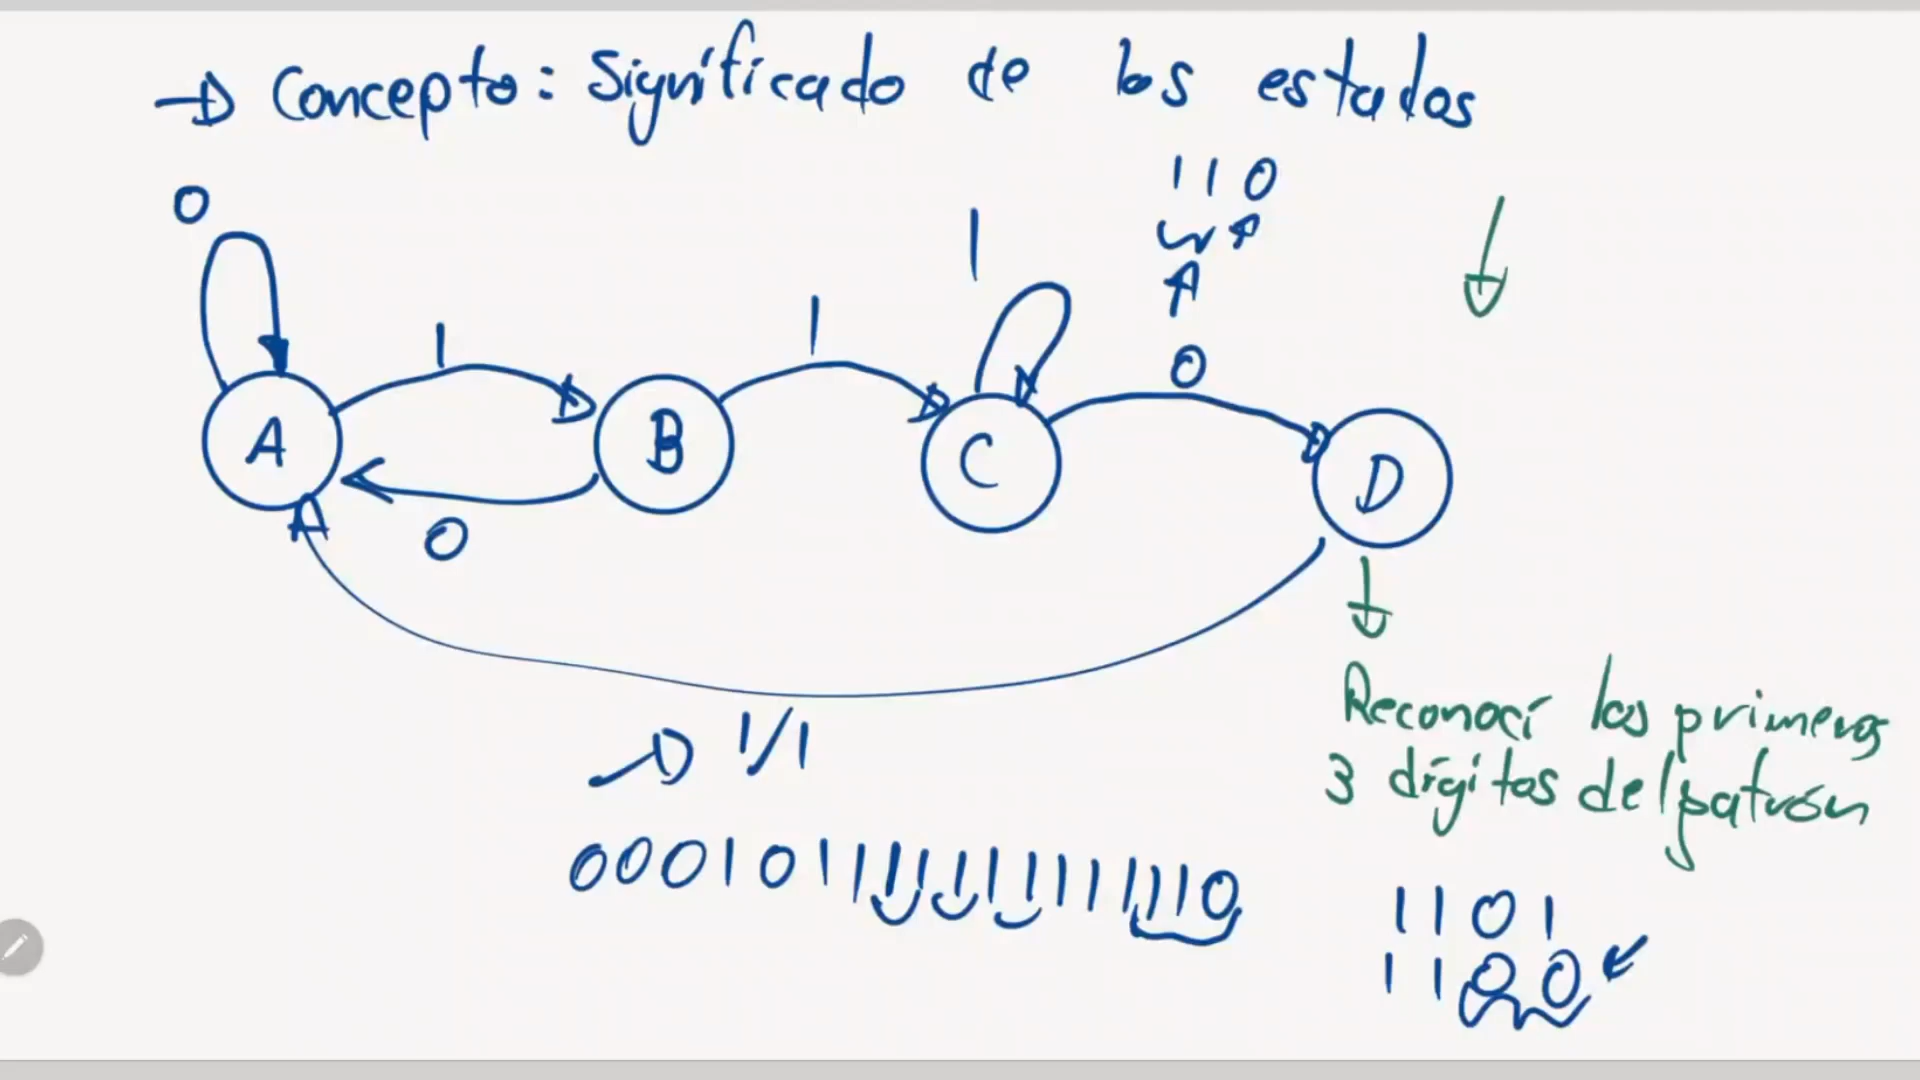 Concepto: Significado de los estados
110
0
1
1
1
0
A
B
C
D
0
1/1
Reconocí los primeros
3 dígitos del patrón
000101111111111110
1101
1100